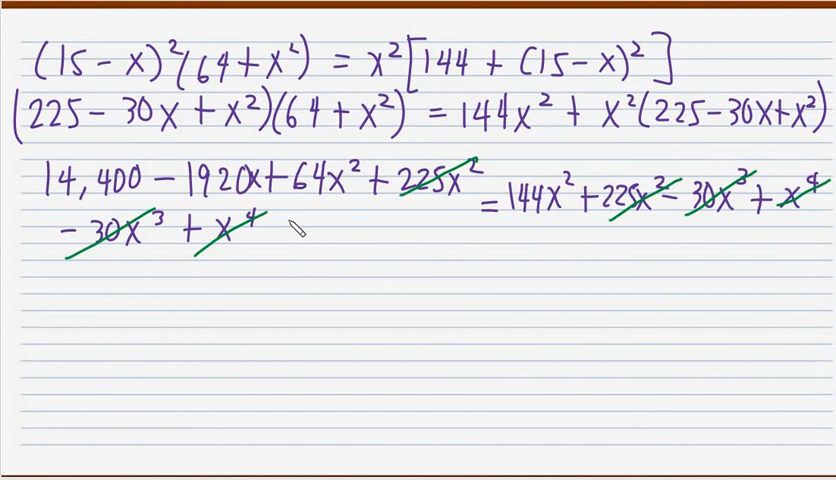 (15 - x)²(64 + x²) = x²[144 + (15 - x)²]
(225 - 30x + x²)(64 + x²) = 144x² + x²(225 - 30x + x²)
14,400 - 1920x + 64x² + 225x²
= 144x² + 225x² - 30x³ + x⁴
- 30x³ + x⁴